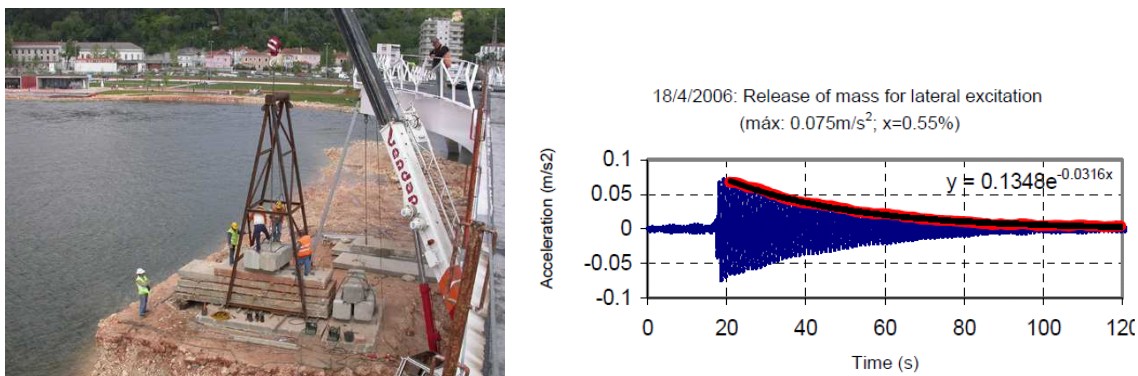 Vendap
18/4/2006: Release of mass for lateral excitation
(máx: 0.075m/s2; x=0.55%)
y = 0.1348e-0.0316x
Acceleration (m/s2)
0.1
0.05
0
-0.05
-0.1
0 20 40 60 80 100 120
Time (s)